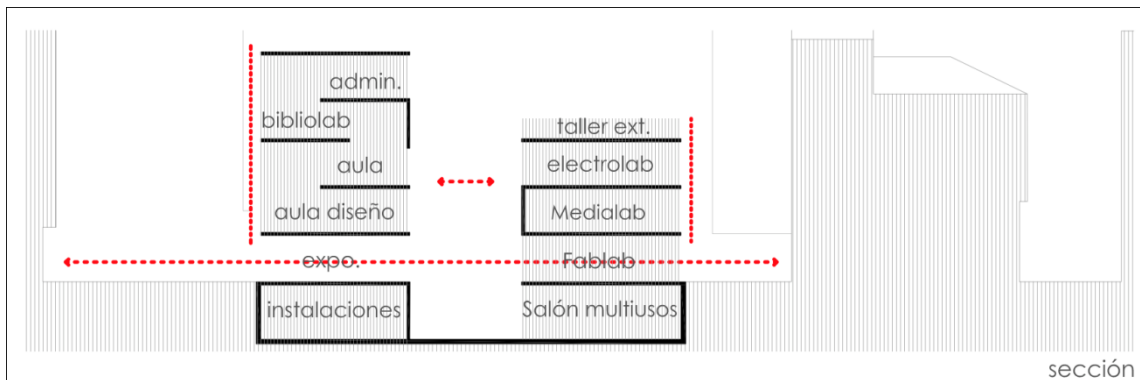 admin.
bibliolab
taller ext.
aula
electrolab
aula diseño
Medialab
expo.
Fablab
instalaciones
Salón multiusos
sección